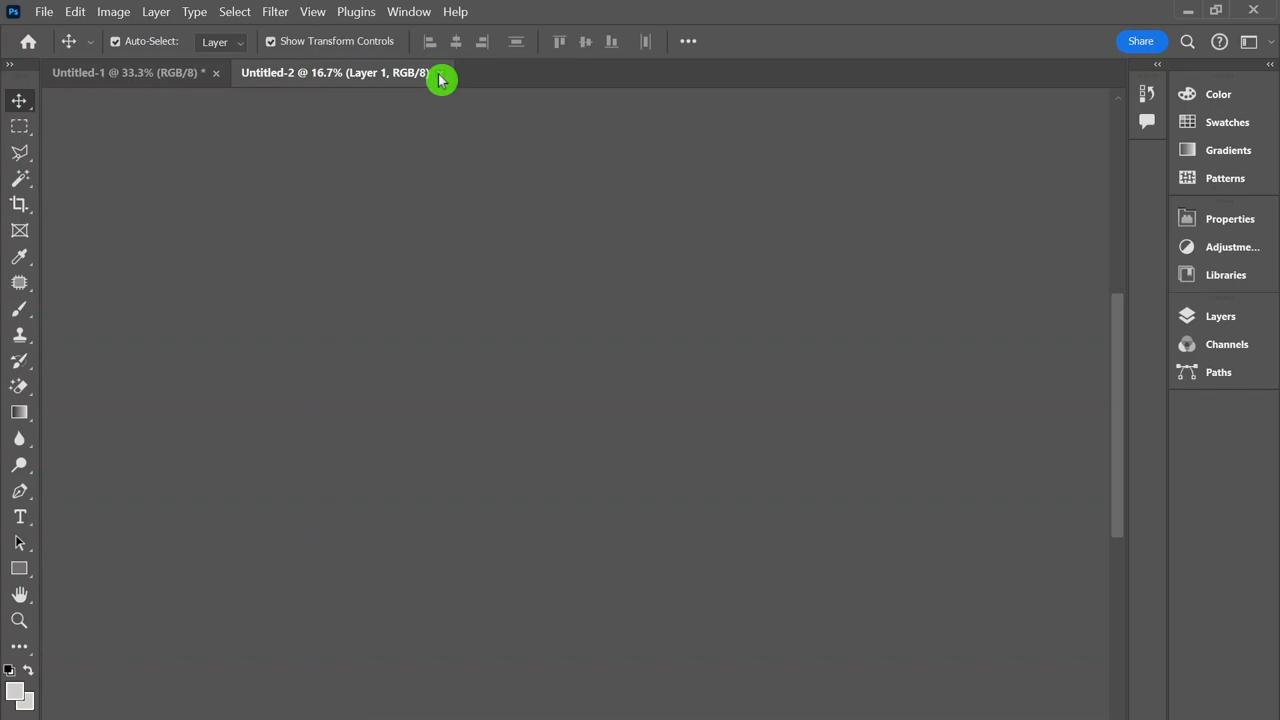 Ps File Edit Image Layer Type Select Filter View Plugins Window Help
Auto-Select: Layer Show Transform Controls Share
Untitled-1 @ 33.3% (RGB/8) * × Untitled-2 @ 16.7% (Layer 1, RGB/8)
Color
Swatches
Gradients
Patterns
Properties
Adjustme...
Libraries
Layers
Channels
Paths